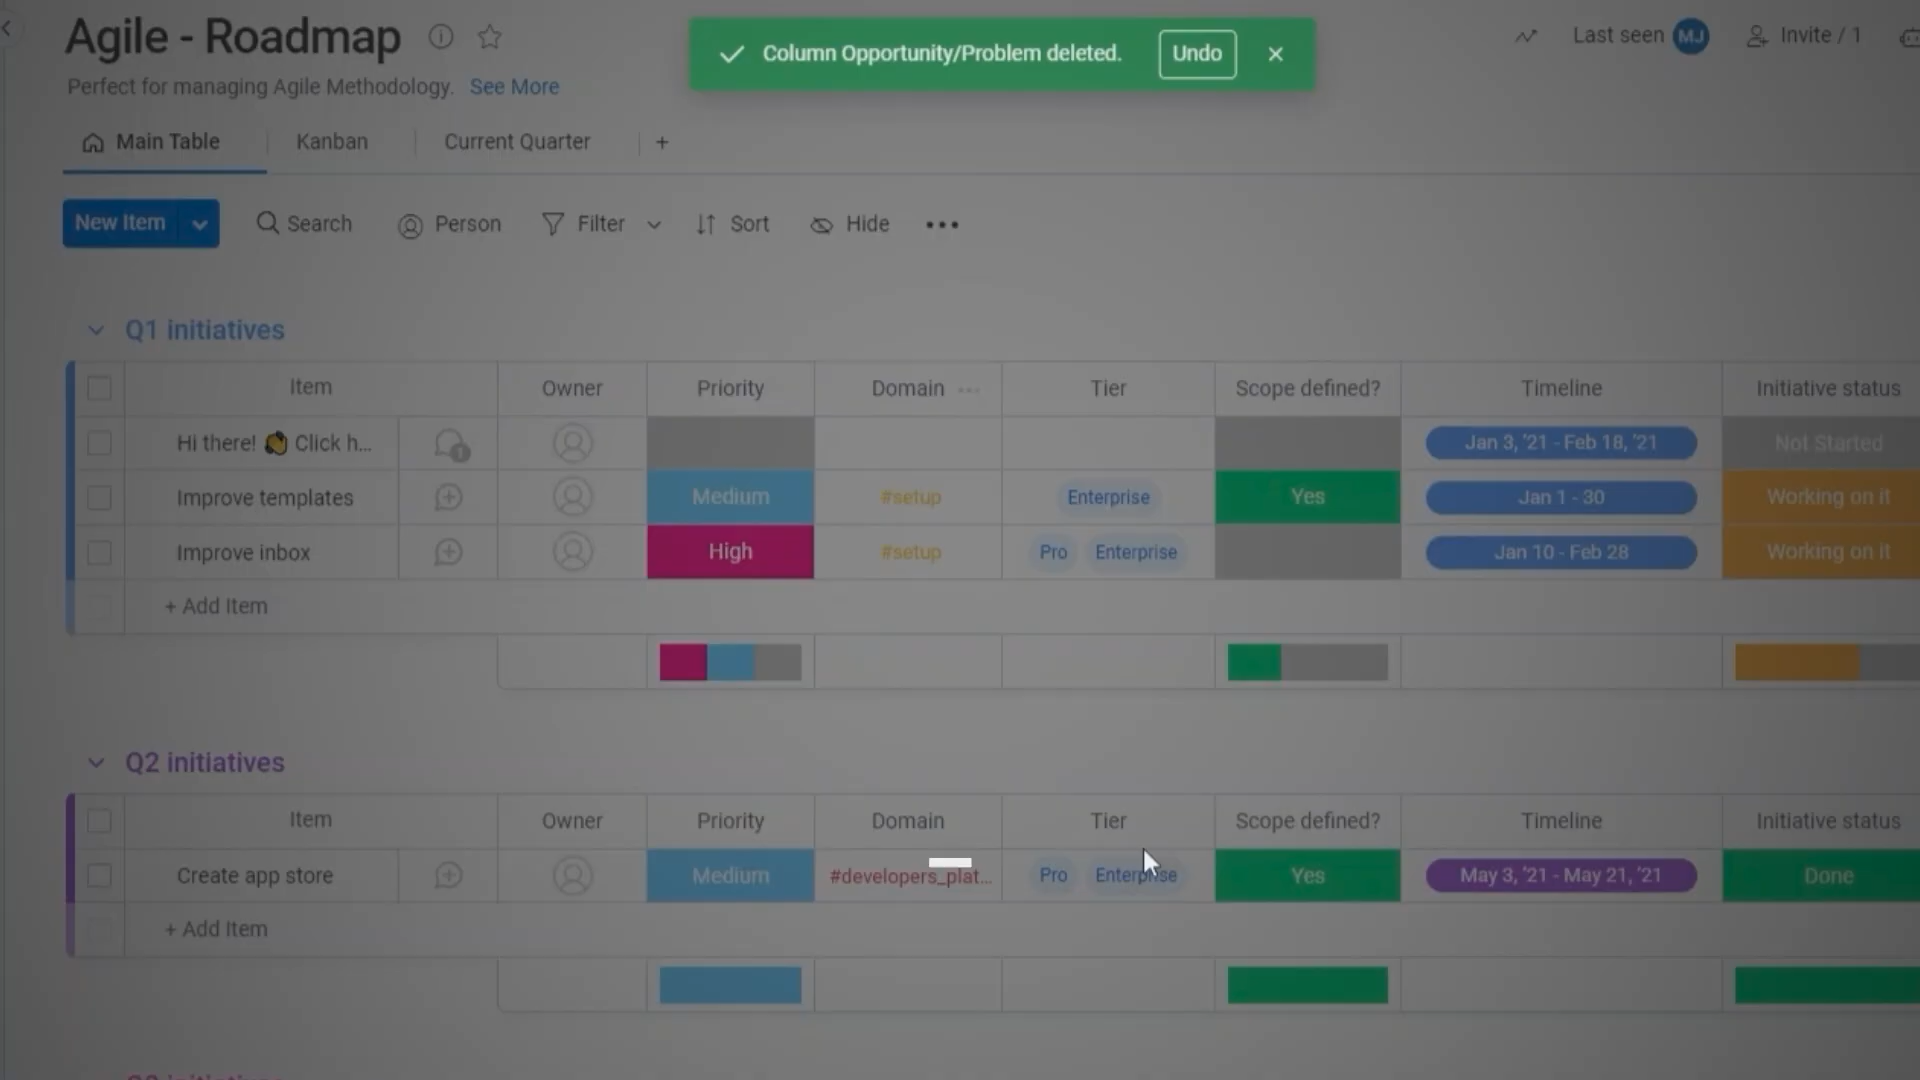 Agile - Roadmap
Column Opportunity/Problem deleted. Undo
Last seen MJ Invite / 1
Perfect for managing Agile Methodology. See More
Main Table Kanban Current Quarter +
New Item Search Person Filter Sort Hide
Q1 initiatives
Item Owner Priority Domain Tier Scope defined? Timeline Initiative status
Hi there! 👋 Click h... Jan 3, '21 - Feb 18, '21 Not Started
Improve templates Medium #setup Enterprise Yes Jan 1 - 30 Working on it
Improve inbox High #setup Pro Enterprise Jan 10 - Feb 28 Working on it
+ Add Item
Q2 initiatives
Item Owner Priority Domain Tier Scope defined? Timeline Initiative status
Create app store Medium #developers_plat... Pro Enterprise Yes May 3, '21 - May 21, '21 Done
+ Add Item